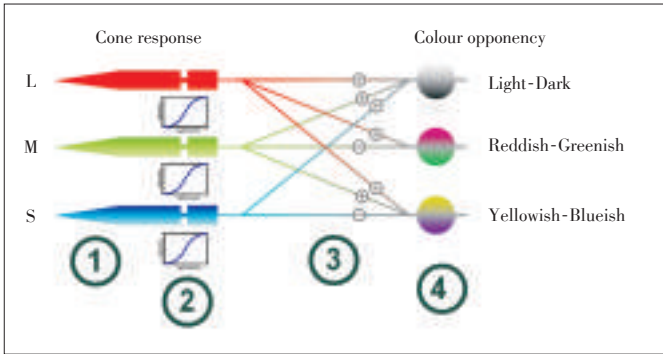 Cone response
Colour opponency
L
Light-Dark
M
Reddish-Greenish
S
Yellowish-Blueish
1
2
3
4